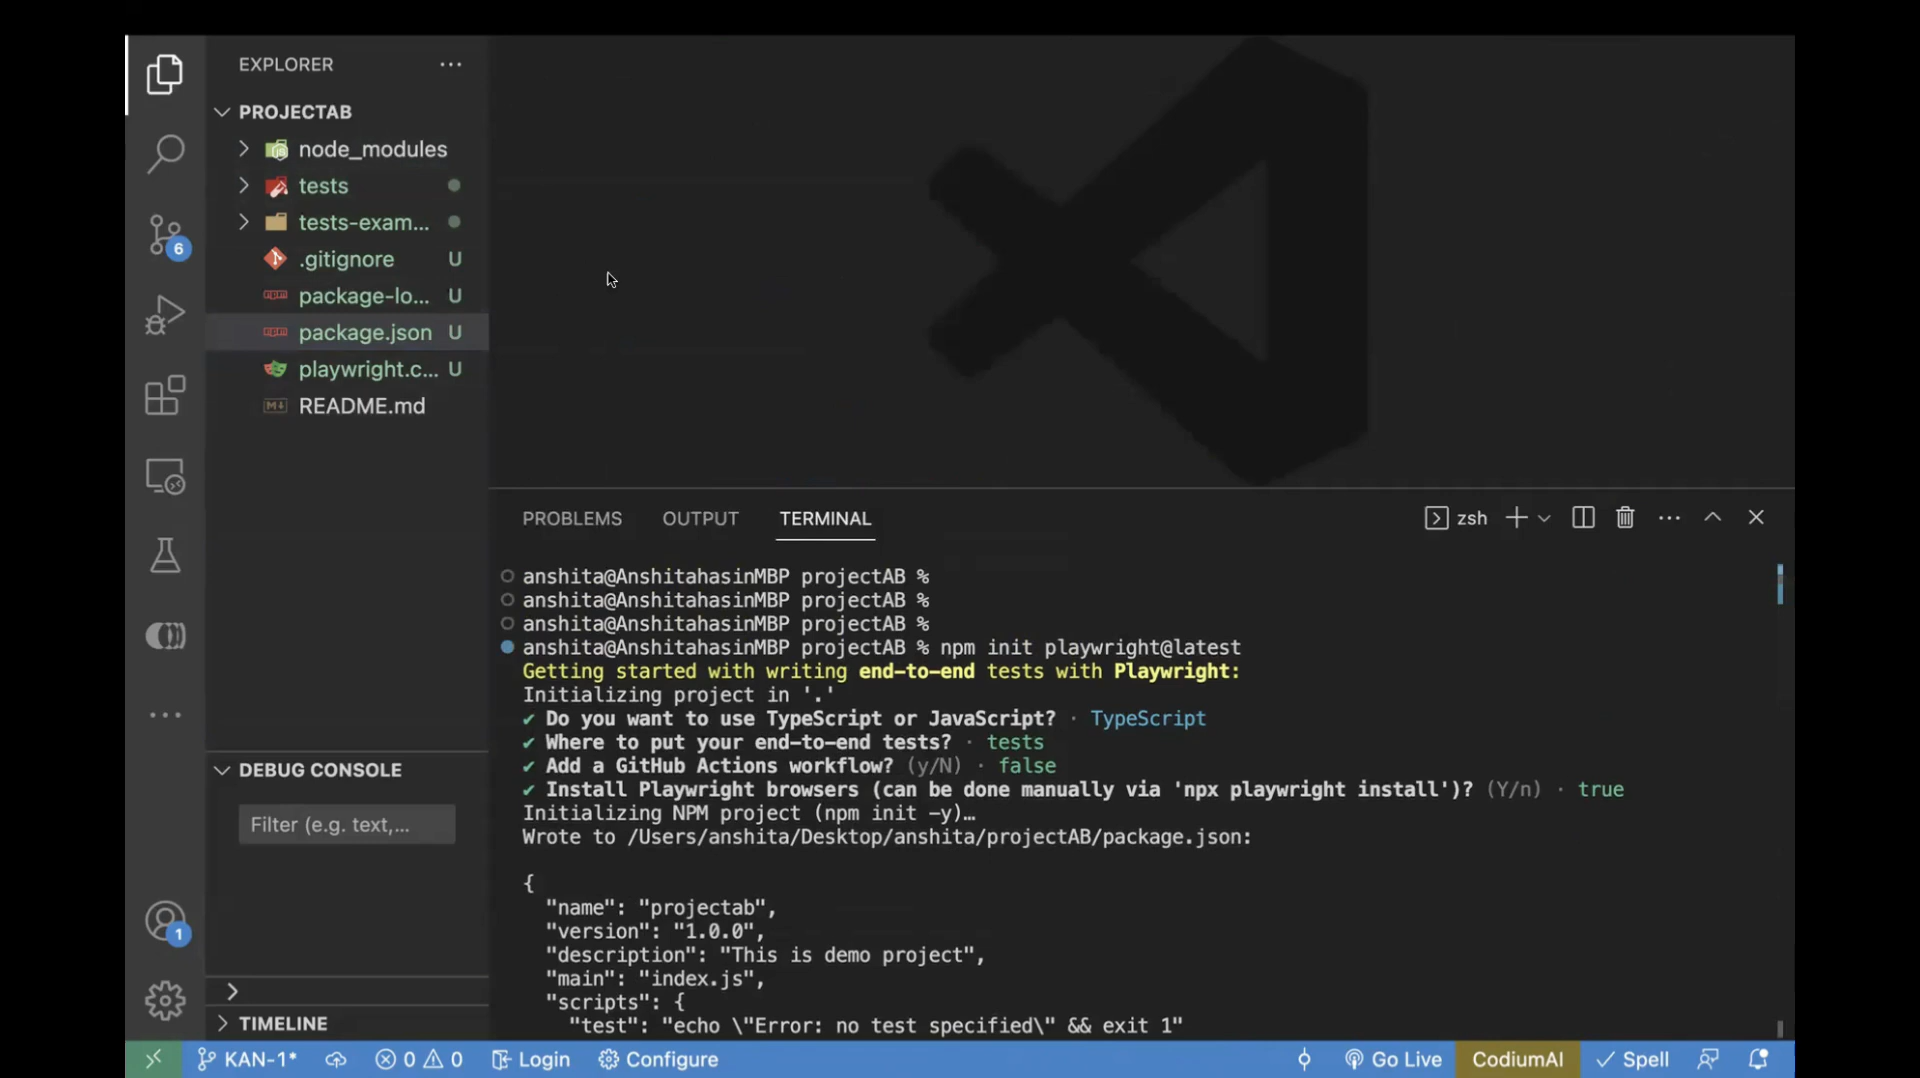 EXPLORER
PROJECTAB
node_modules
tests
tests-exam...
.gitignore U
package-lo... U
package.json U
playwright.c... U
README.md
6
DEBUG CONSOLE
Filter (e.g. text,...
1
TIMELINE
PROBLEMS OUTPUT TERMINAL zsh
anshita@AnshitahasinMBP projectAB %
anshita@AnshitahasinMBP projectAB %
anshita@AnshitahasinMBP projectAB %
anshita@AnshitahasinMBP projectAB % npm init playwright@latest
Getting started with writing end-to-end tests with Playwright:
Initializing project in '.'
✔ Do you want to use TypeScript or JavaScript? · TypeScript
✔ Where to put your end-to-end tests? · tests
✔ Add a GitHub Actions workflow? (y/N) · false
✔ Install Playwright browsers (can be done manually via 'npx playwright install')? (Y/n) · true
Initializing NPM project (npm init -y)…
Wrote to /Users/anshita/Desktop/anshita/projectAB/package.json:
{
"name": "projectab",
"version": "1.0.0",
"description": "This is demo project",
"main": "index.js",
"scripts": {
"test": "echo \"Error: no test specified\" && exit 1"
KAN-1* 0 0 Login Configure Go Live CodiumAI Spell